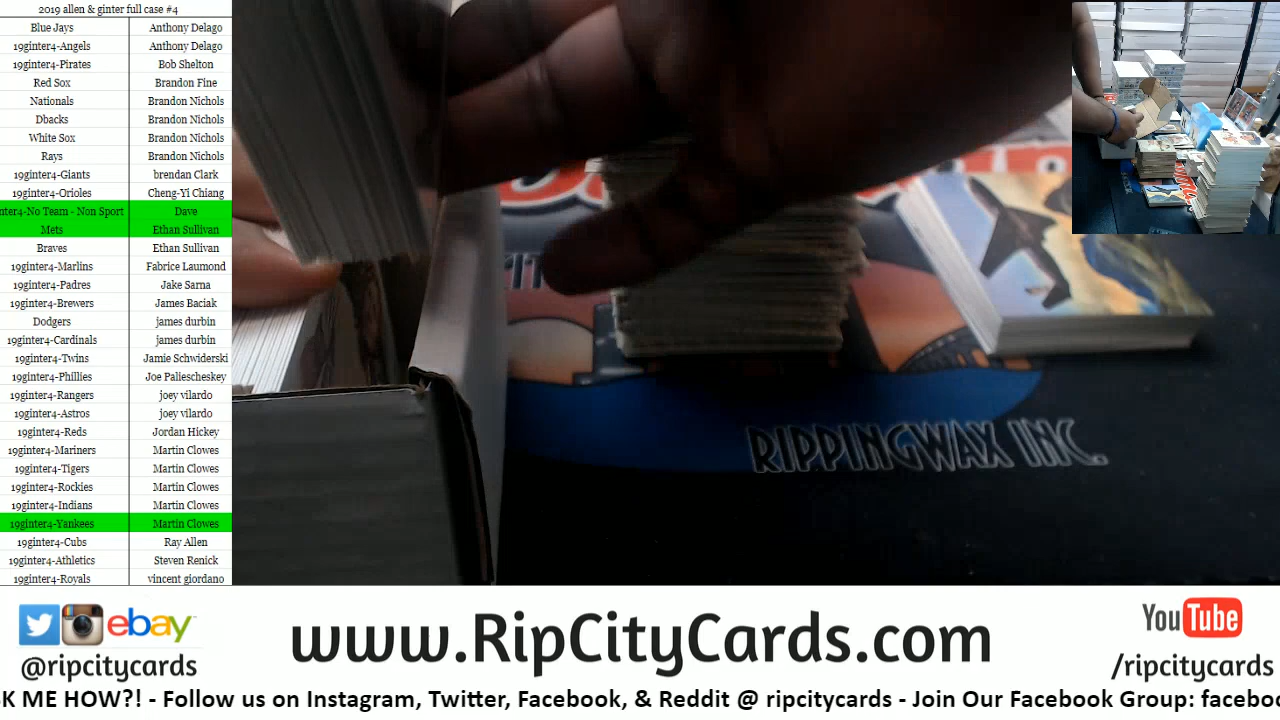 2019 allen & ginter full case #4
Blue Jays Anthony Delago
19ginter4-Angels Anthony Delago
19ginter4-Pirates Bob Shelton
Red Sox Brandon Fine
Nationals Brandon Nichols
Dbacks Brandon Nichols
White Sox Brandon Nichols
Rays Brandon Nichols
19ginter4-Giants brendan Clark
19ginter4-Orioles Cheng-Yi Chiang
nter4-No Team - Non Sport Dave
Mets Ethan Sullivan
Braves Ethan Sullivan
19ginter4-Marlins Fabrice Laumond
19ginter4-Padres Jake Sarna
19ginter4-Brewers James Baciak
Dodgers james durbin
19ginter4-Cardinals james durbin
19ginter4-Twins Jamie Schwiderski
19ginter4-Phillies Joe Paliescheskey
19ginter4-Rangers joey vilardo
19ginter4-Astros joey vilardo
19ginter4-Reds Jordan Hickey
19ginter4-Mariners Martin Clowes
19ginter4-Tigers Martin Clowes
19ginter4-Rockies Martin Clowes
19ginter4-Indians Martin Clowes
19ginter4-Yankees Martin Clowes
19ginter4-Cubs Ray Allen
19ginter4-Athletics Steven Renick
19ginter4-Royals vincent giordano
RIPPINGWAX INC.
ebay
@ripcitycards
www.RipCityCards.com
YouTube
/ripcitycards
SK ME HOW?! - Follow us on Instagram, Twitter, Facebook, & Reddit @ ripcitycards - Join Our Facebook Group: facebo